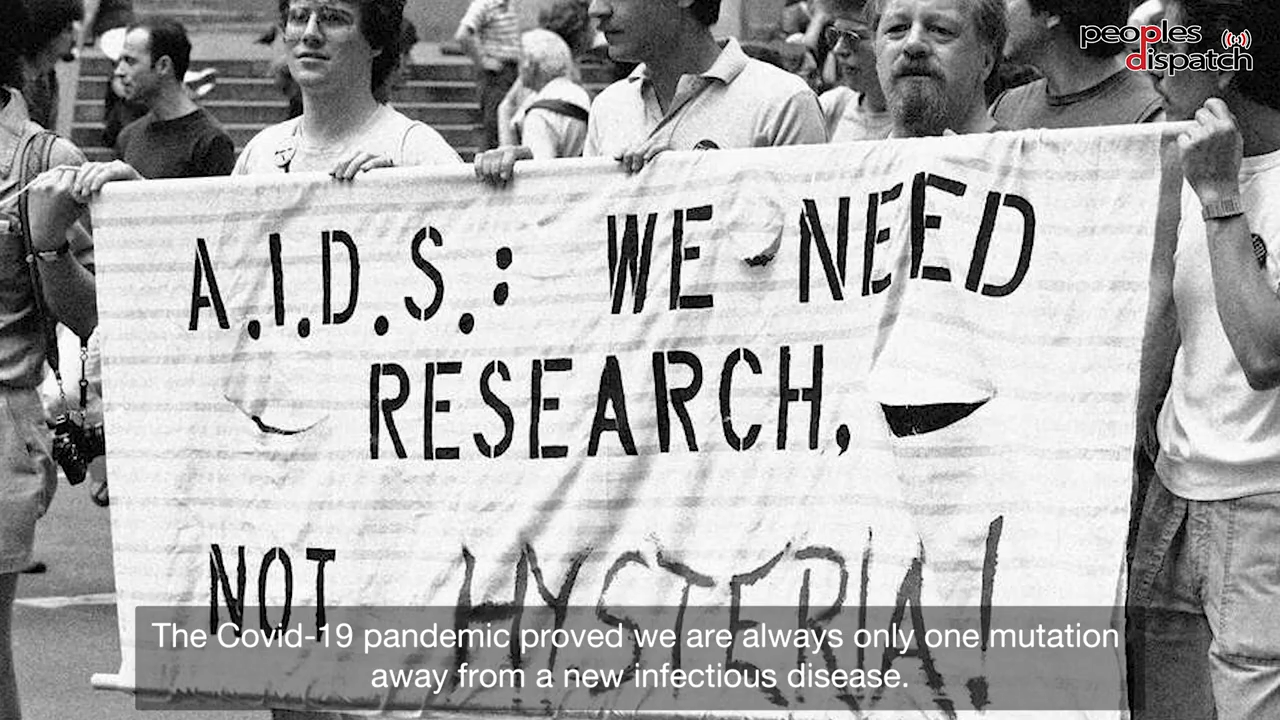 peoples
dispatch
A.I.D.S.: WE NEED
RESEARCH,
NOT HYSTERIA!
The Covid-19 pandemic proved we are always only one mutation
away from a new infectious disease.